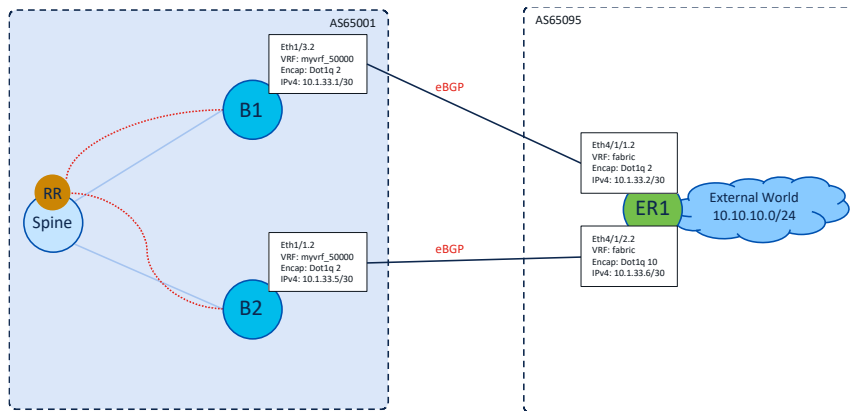 AS65001
AS65095
Eth1/3.2
VRF: myvrf_50000
Encap: Dot1q 2
IPv4: 10.1.33.1/30
B1
eBGP
Eth4/1/1.2
VRF: fabric
Encap: Dot1q 2
IPv4: 10.1.33.2/30
RR
Spine
ER1
External World
10.10.10.0/24
Eth1/1.2
VRF: myvrf_50000
Encap: Dot1q 2
IPv4: 10.1.33.5/30
B2
eBGP
Eth4/1/2.2
VRF: fabric
Encap: Dot1q 10
IPv4: 10.1.33.6/30